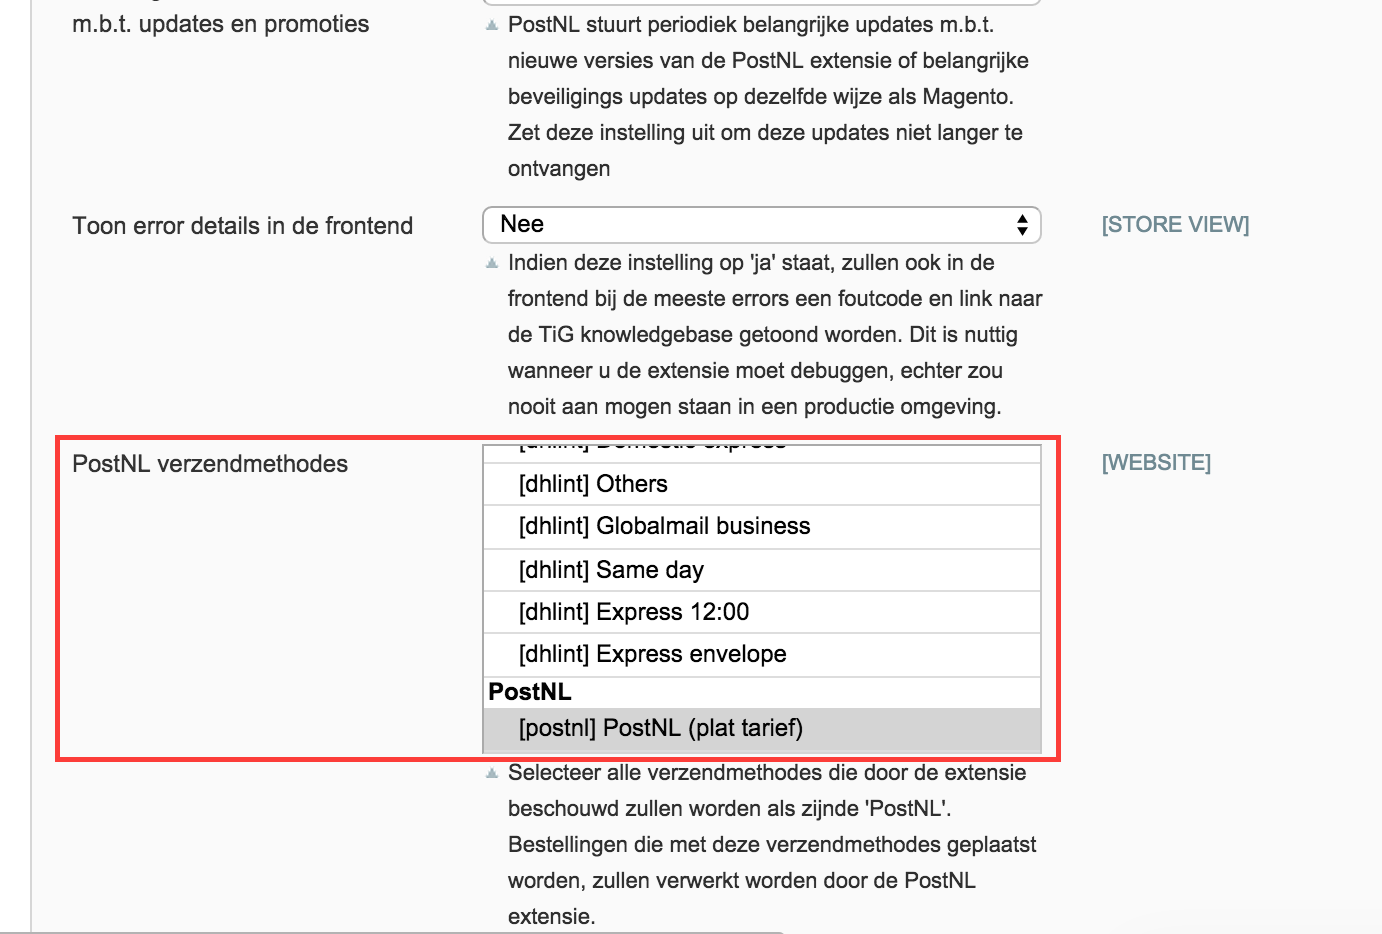 m.b.t. updates en promoties
PostNL stuurt periodiek belangrijke updates m.b.t.
nieuwe versies van de PostNL extensie of belangrijke
beveiligings updates op dezelfde wijze als Magento.
Zet deze instelling uit om deze updates niet langer te
ontvangen
Toon error details in de frontend
Nee
[STORE VIEW]
Indien deze instelling op 'ja' staat, zullen ook in de
frontend bij de meeste errors een foutcode en link naar
de TiG knowledgebase getoond worden. Dit is nuttig
wanneer u de extensie moet debuggen, echter zou
nooit aan mogen staan in een productie omgeving.
PostNL verzendmethodes
[WEBSITE]
[dhlint] Domestic express
[dhlint] Others
[dhlint] Globalmail business
[dhlint] Same day
[dhlint] Express 12:00
[dhlint] Express envelope
PostNL
[postnl] PostNL (plat tarief)
Selecteer alle verzendmethodes die door de extensie
beschouwd zullen worden als zijnde 'PostNL'.
Bestellingen die met deze verzendmethodes geplaatst
worden, zullen verwerkt worden door de PostNL
extensie.